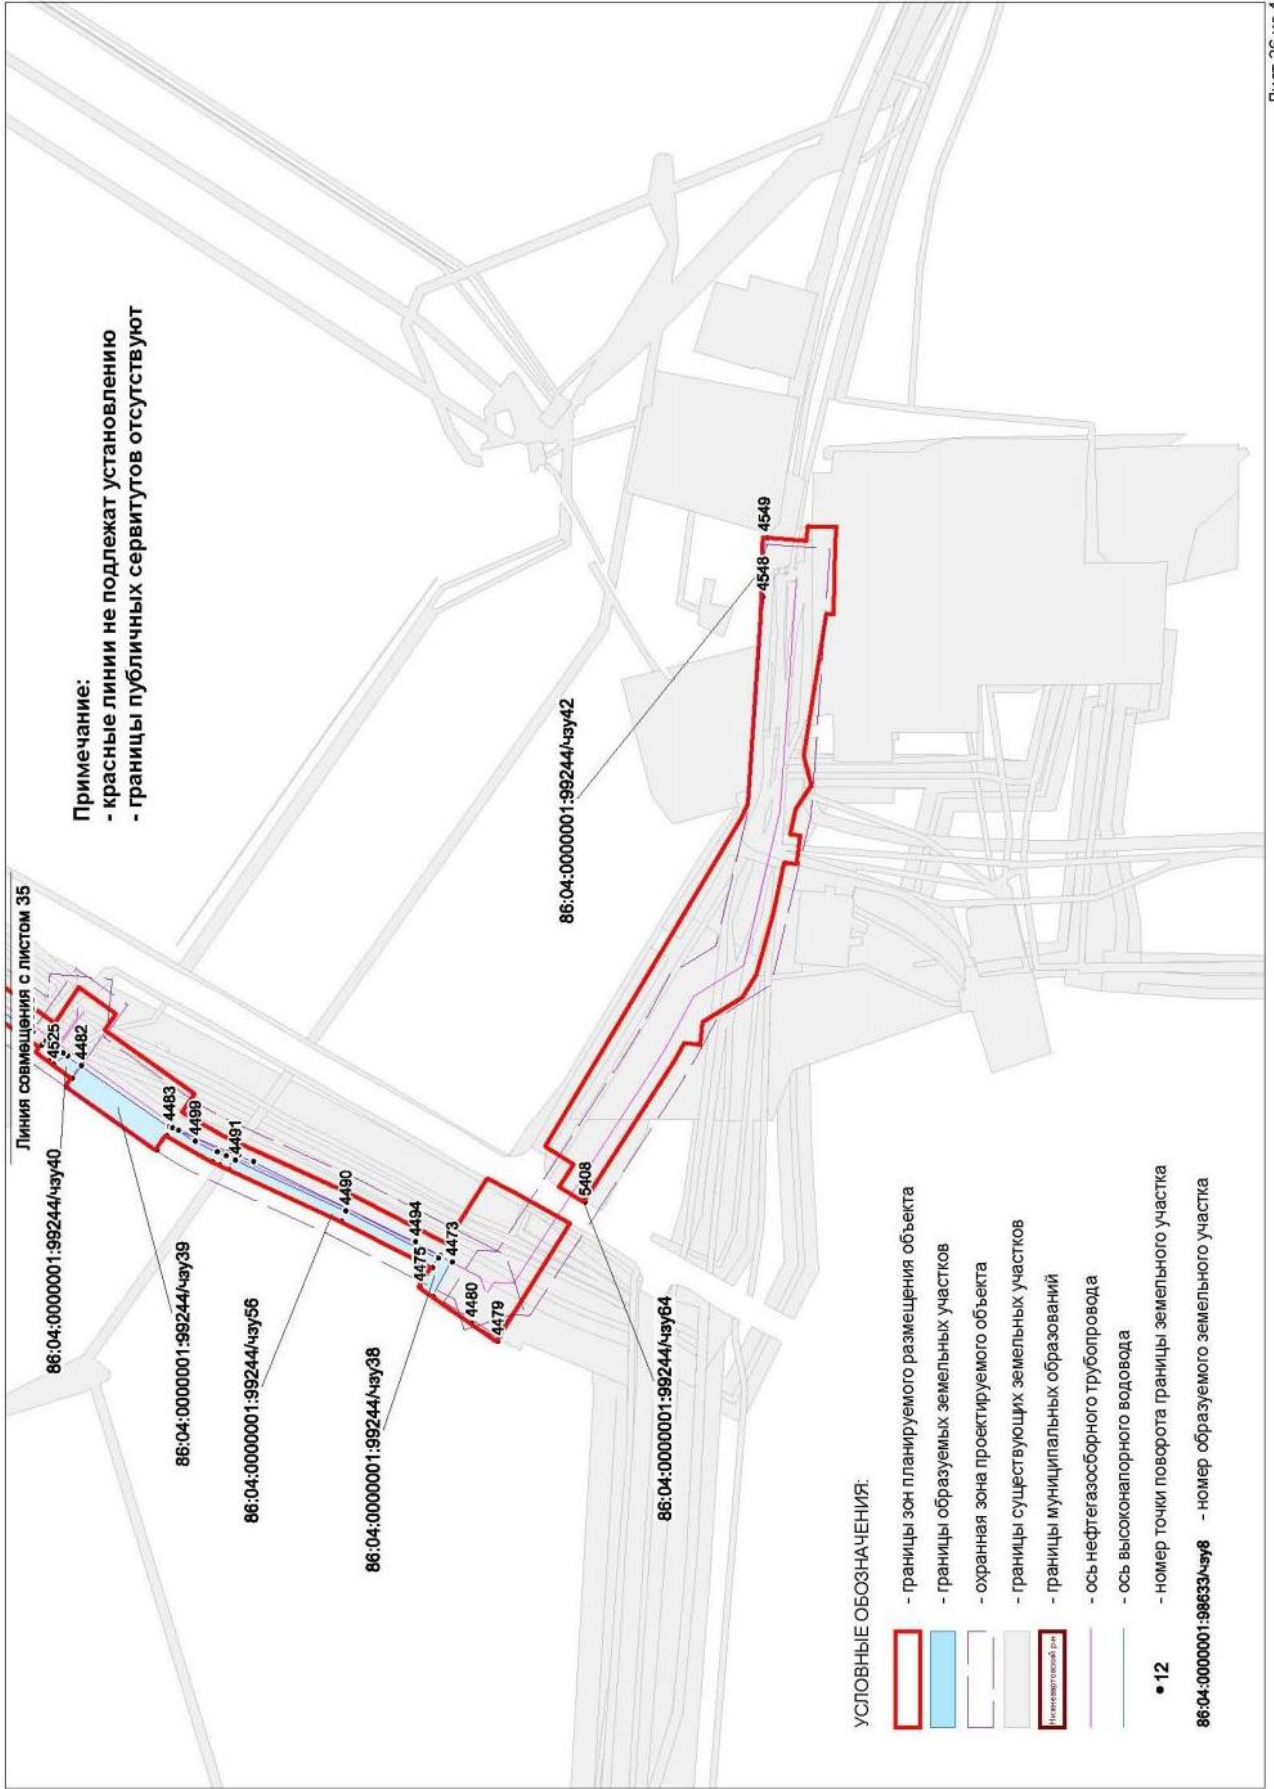 Линия совмещения с листом 35
Примечание:
- красные линии не подлежат установлению
- границы публичных сервитутов отсутствуют
86:04:0000001:99244/чзу40
86:04:0000001:99244/чзу39
86:04:0000001:99244/чзу56
86:04:0000001:99244/чзу38
86:04:0000001:99244/чзу64
86:04:0000001:99244/чзу42
4525
4482
4483
4499
4491
4490
4494
4475
4473
4480
4479
5408
4548
4549
УСЛОВНЫЕ ОБОЗНАЧЕНИЯ:
- границы зон планируемого размещения объекта
- границы образуемых земельных участков
- охранная зона проектируемого объекта
- границы существующих земельных участков
Нижневартовский р-н - границы муниципальных образований
- ось нефтегазосборного трубопровода
- ось высоконапорного водовода
•12 - номер точки поворота границы земельного участка
86:04:0000001:98633/чзу8 - номер образуемого земельного участка